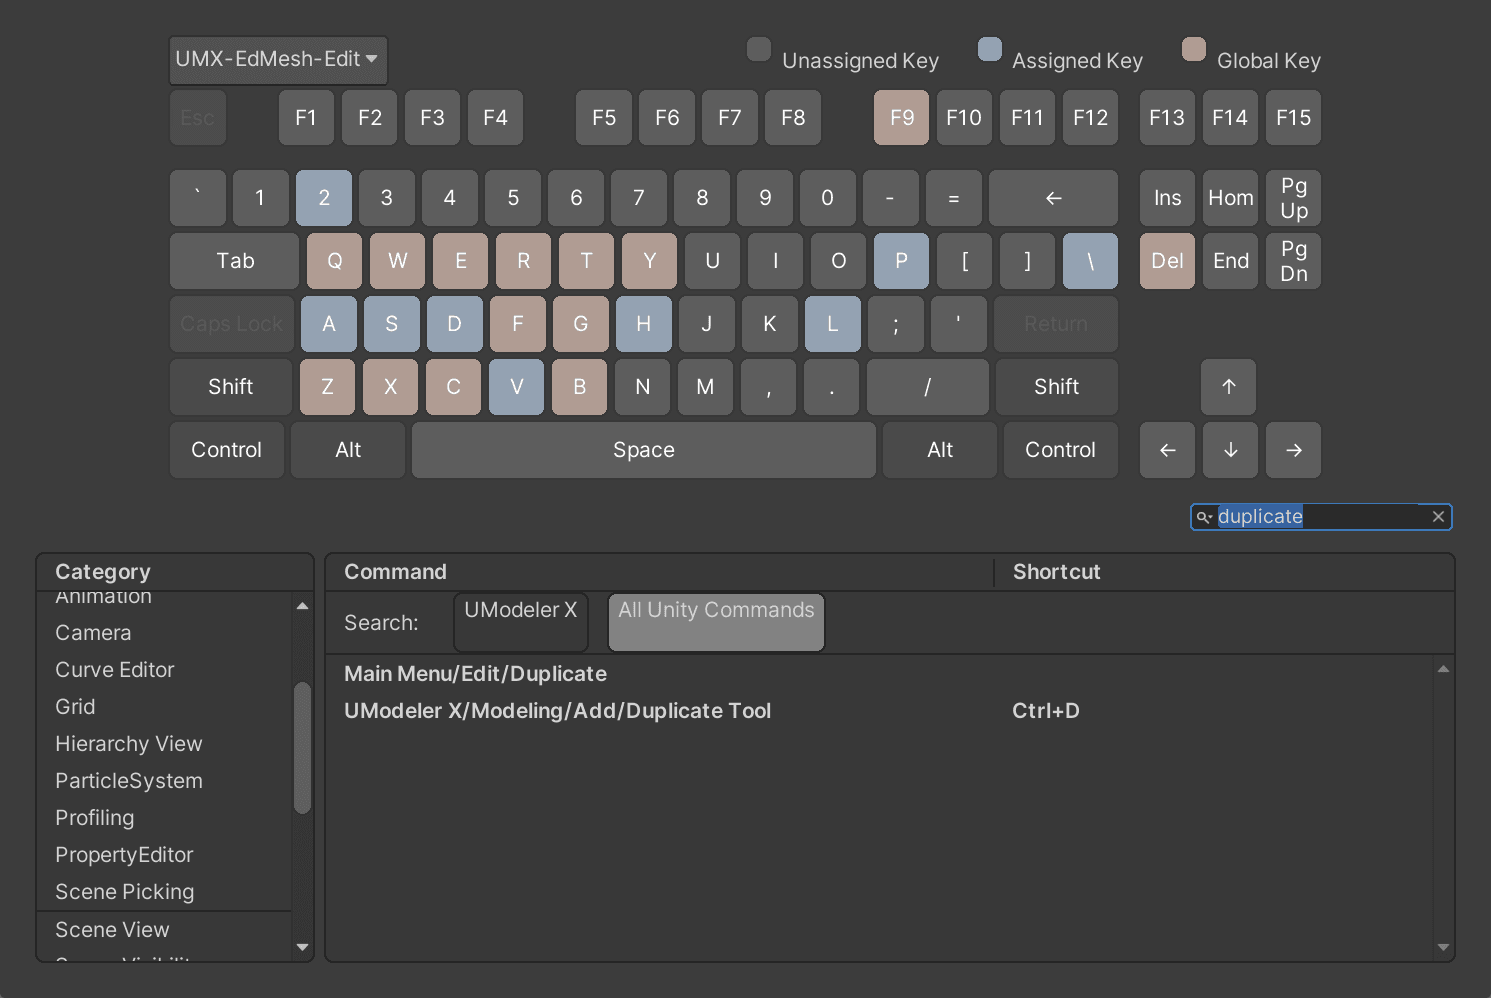 UMX-EdMesh-Edit
Unassigned Key
Assigned Key
Global Key
Esc F1 F2 F3 F4 F5 F6 F7 F8 F9 F10 F11 F12 F13 F14 F15
` 1 2 3 4 5 6 7 8 9 0 - = ← Ins Hom Pg Up
Tab Q W E R T Y U I O P [ ] \ Del End Pg Dn
Caps Lock A S D F G H J K L ; ' Return
Shift Z X C V B N M , . / Shift ↑
Control Alt Space Alt Control ← ↓ →
duplicate
Category
Command
Shortcut
Animation
Camera
Curve Editor
Grid
Hierarchy View
ParticleSystem
Profiling
PropertyEditor
Scene Picking
Scene View
Search:
UModeler X
All Unity Commands
Main Menu/Edit/Duplicate
UModeler X/Modeling/Add/Duplicate Tool
Ctrl+D